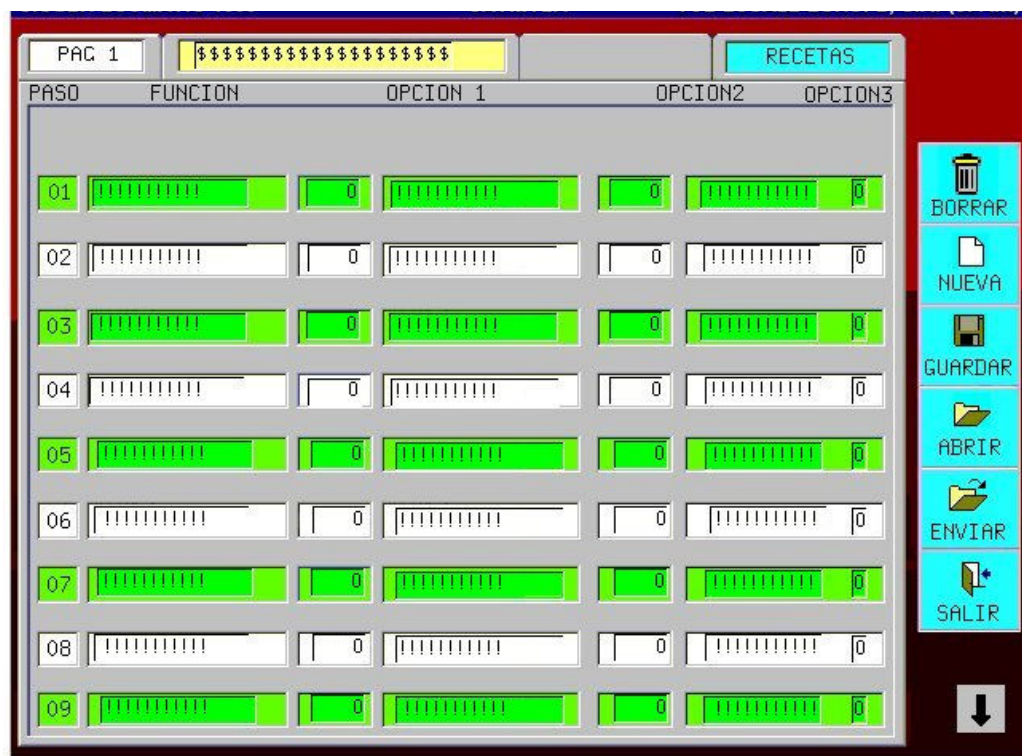 PAG 1 $$$$$$$$$$$$$$$$$$$$ RECETAS
PASO FUNCION OPCION 1 OPCION2 OPCION3
01 !!!!!!!!!!! 0 !!!!!!!!!!! 0 !!!!!!!!!!! 0
02 !!!!!!!!!!! 0 !!!!!!!!!!! 0 !!!!!!!!!!! 0
03 !!!!!!!!!!! 0 !!!!!!!!!!! 0 !!!!!!!!!!! 0
04 !!!!!!!!!!! 0 !!!!!!!!!!! 0 !!!!!!!!!!! 0
05 !!!!!!!!!!! 0 !!!!!!!!!!! 0 !!!!!!!!!!! 0
06 !!!!!!!!!!! 0 !!!!!!!!!!! 0 !!!!!!!!!!! 0
07 !!!!!!!!!!! 0 !!!!!!!!!!! 0 !!!!!!!!!!! 0
08 !!!!!!!!!!! 0 !!!!!!!!!!! 0 !!!!!!!!!!! 0
09 !!!!!!!!!!! 0 !!!!!!!!!!! 0 !!!!!!!!!!! 0
BORRAR
NUEVA
GUARDAR
ABRIR
ENVIAR
SALIR